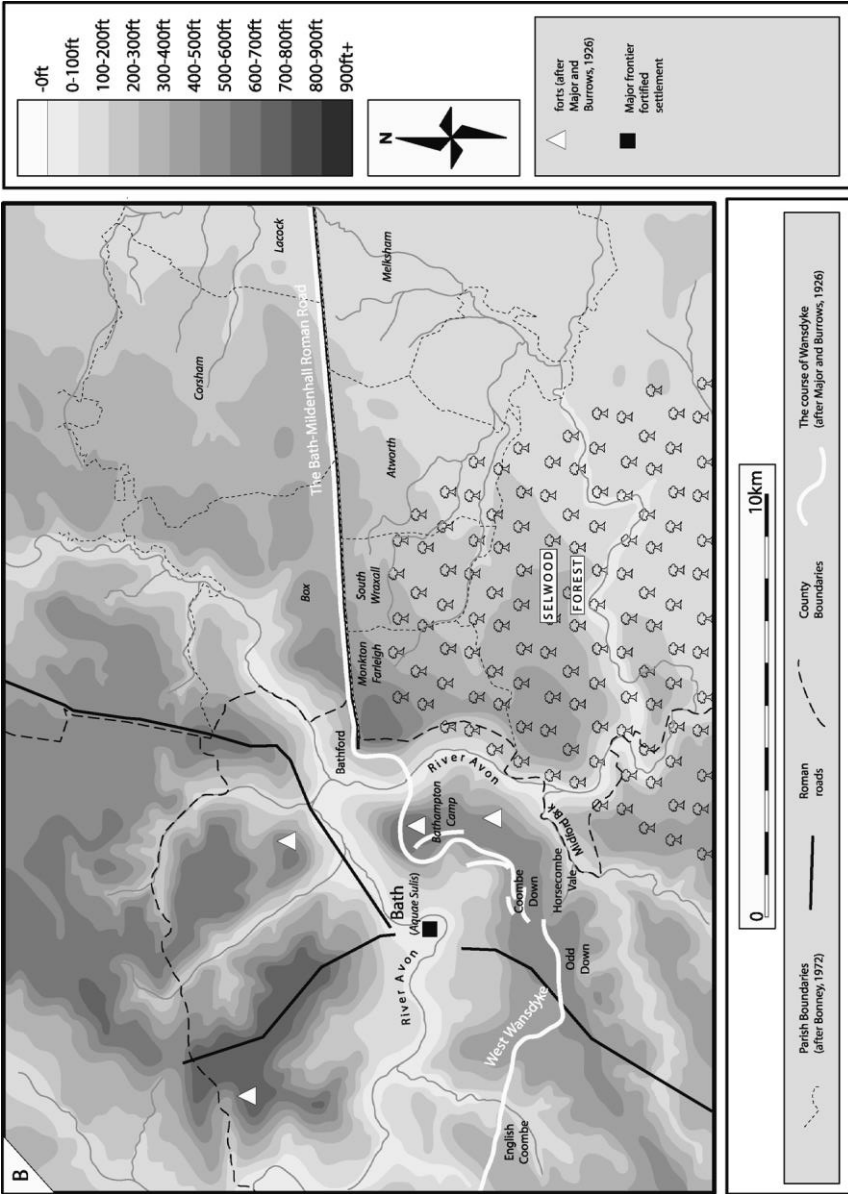 B
The Bath-Mildenhall Roman Road
Lacock
Corsham
Melksham
Box
Atworth
South
Wraxall
Monkton
Farleigh
SELWOOD
FOREST
Bathford
River Avon
Bathampton
Camp
Midford Bk
Bath
(Aquae Sulis)
River Avon
Coombe
Down
Horsecombe
Vale
Odd
Down
West Wansdyke
English
Coombe
-0ft
0-100ft
100-200ft
200-300ft
300-400ft
400-500ft
500-600ft
600-700ft
700-800ft
800-900ft
900ft+
N
forts (after
Major and
Burrows, 1926)
Major frontier
fortified
settlement
0
10km
Parish Boundaries
(after Bonney, 1972)
Roman
roads
County
Boundaries
The course of Wansdyke
(after Major and Burrows, 1926)